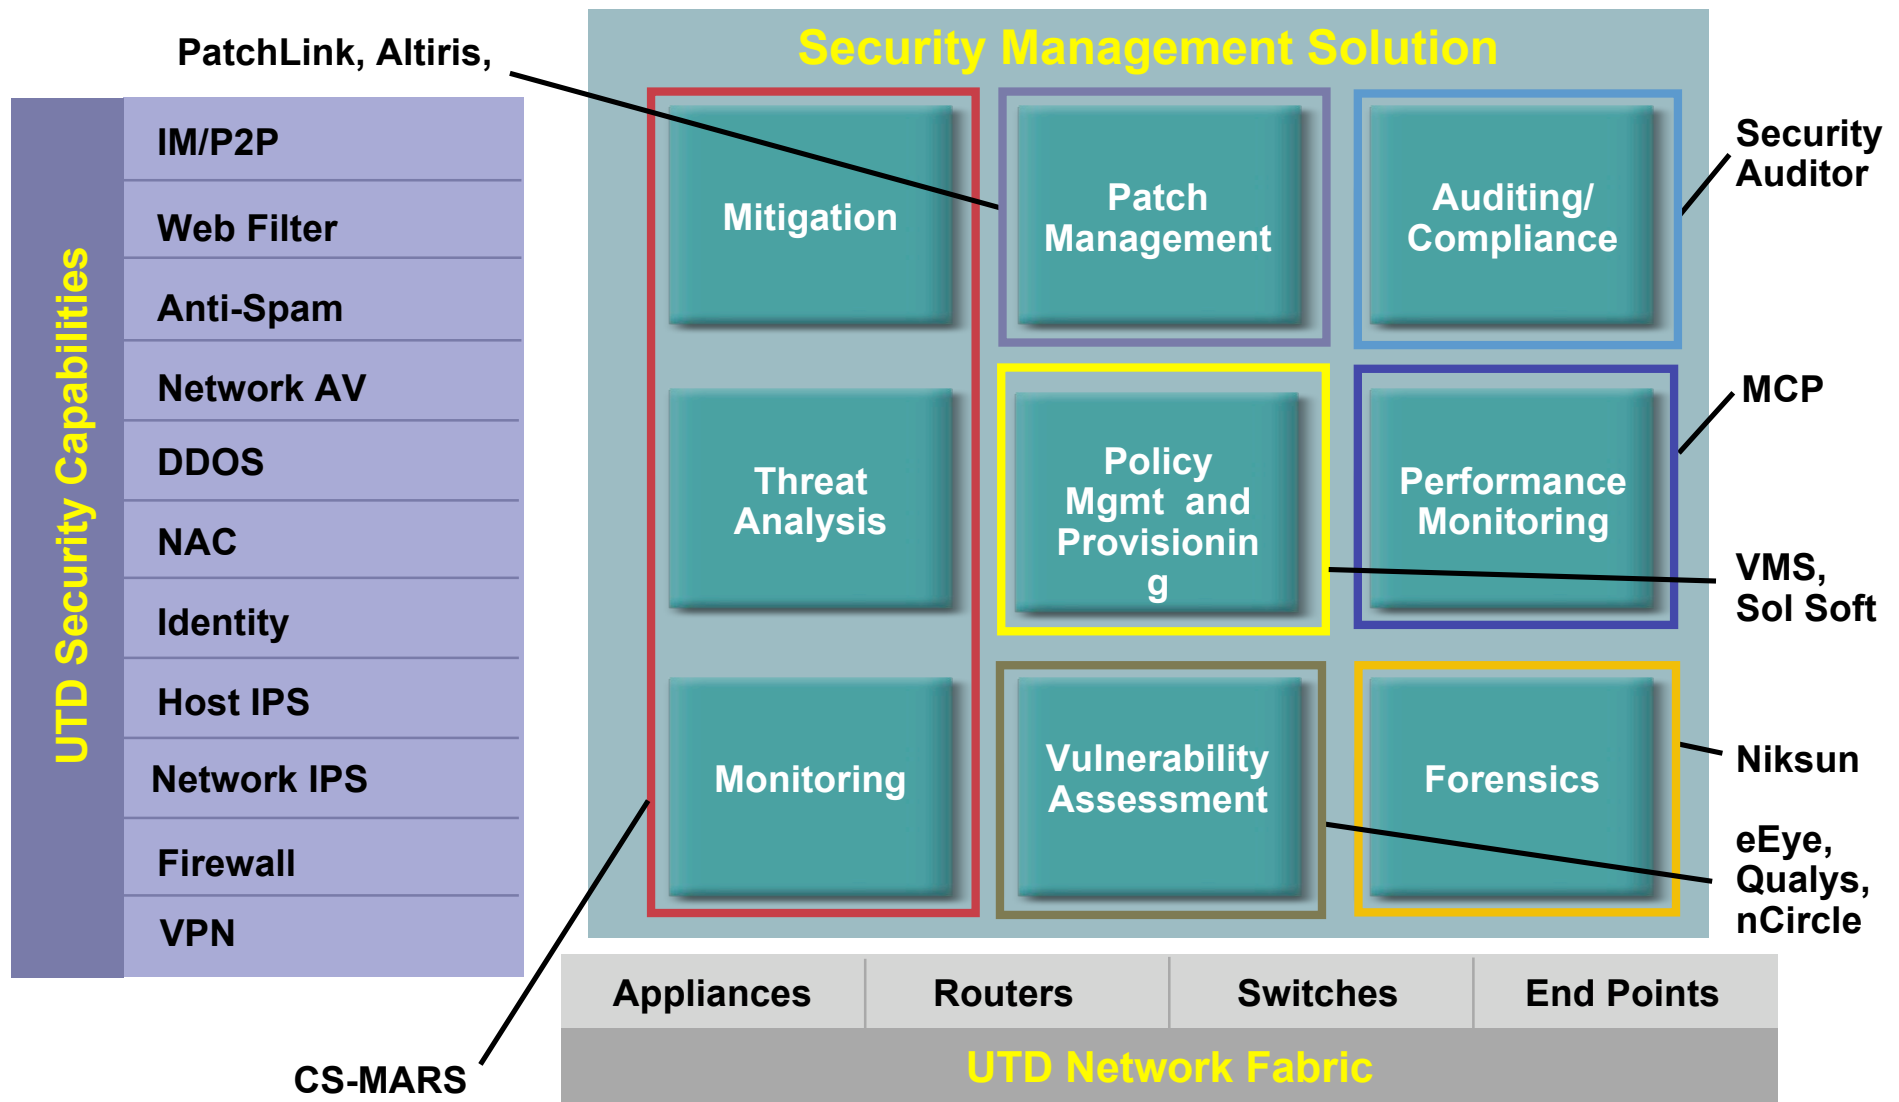 PatchLink, Altiris,
Security Management Solution
UTD Security Capabilities
IM/P2P
Web Filter
Anti-Spam
Network AV
DDOS
NAC
Identity
Host IPS
Network IPS
Firewall
VPN
Mitigation
Patch
Management
Auditing/
Compliance
Security
Auditor
Threat
Analysis
Policy
Mgmt  and
Provisionin
g
Performance
Monitoring
MCP
VMS,
Sol Soft
Monitoring
Vulnerability
Assessment
Forensics
Niksun
eEye,
Qualys,
nCircle
Appliances
Routers
Switches
End Points
UTD Network Fabric
CS-MARS